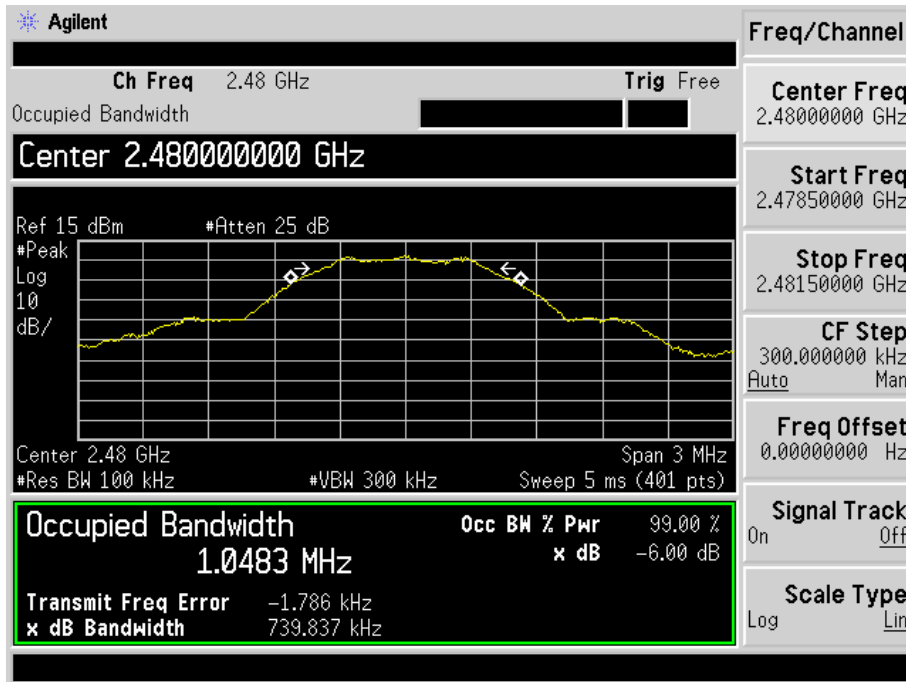 Agilent
Freq/Channel
Ch Freq 2.48 GHz Trig Free
Occupied Bandwidth
Center 2.480000000 GHz
Ref 15 dBm #Atten 25 dB
#Peak
Log
10
dB/
Center 2.48 GHz Span 3 MHz
#Res BW 100 kHz #VBW 300 kHz Sweep 5 ms (401 pts)
Occupied Bandwidth Occ BW % Pwr 99.00 %
1.0483 MHz x dB -6.00 dB
Transmit Freq Error -1.786 kHz
x dB Bandwidth 739.837 kHz
Center Freq
2.48000000 GHz
Start Freq
2.47850000 GHz
Stop Freq
2.48150000 GHz
CF Step
300.000000 kHz
Auto Man
Freq Offset
0.00000000 Hz
Signal Track
On Off
Scale Type
Log Lin